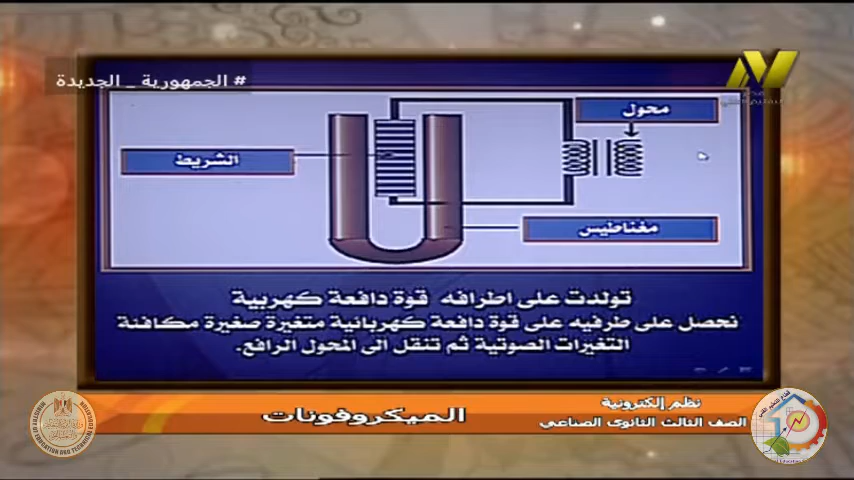 # الجمهورية _ الجديدة
محول
الشريط
مغناطيس
تولدت على اطرافه قوة دافعة كهربية
نحصل على طرفيه على قوة دافعة كهربائية متغيرة صغيرة مكافئة
التغيرات الصوتية ثم تنقل الى المحول الرافع.
نظم إلكترونية
الصف الثالث الثانوى الصناعى
الميكروفونات